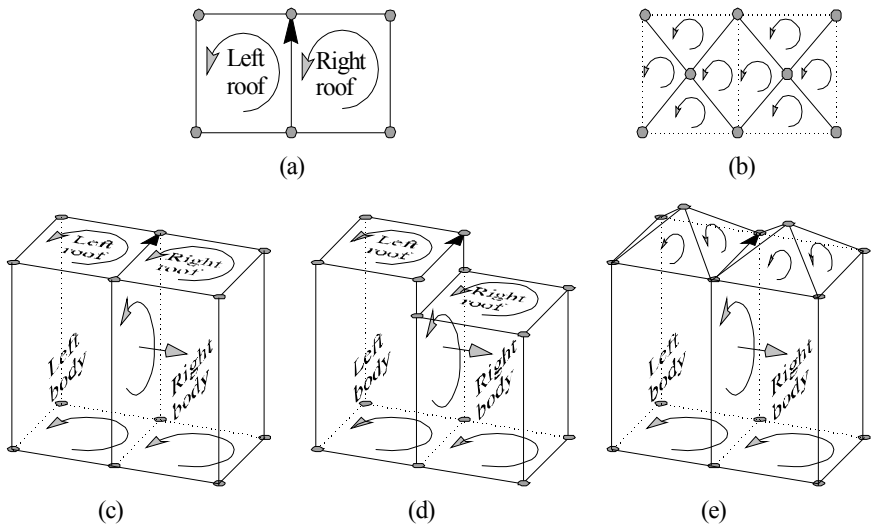 Left
roof
Right
roof
(a)
(b)
Left
roof
Right
roof
Left
body
Right
body
(c)
Left
roof
Right
roof
Left
body
Right
body
(d)
Left
body
Right
body
(e)